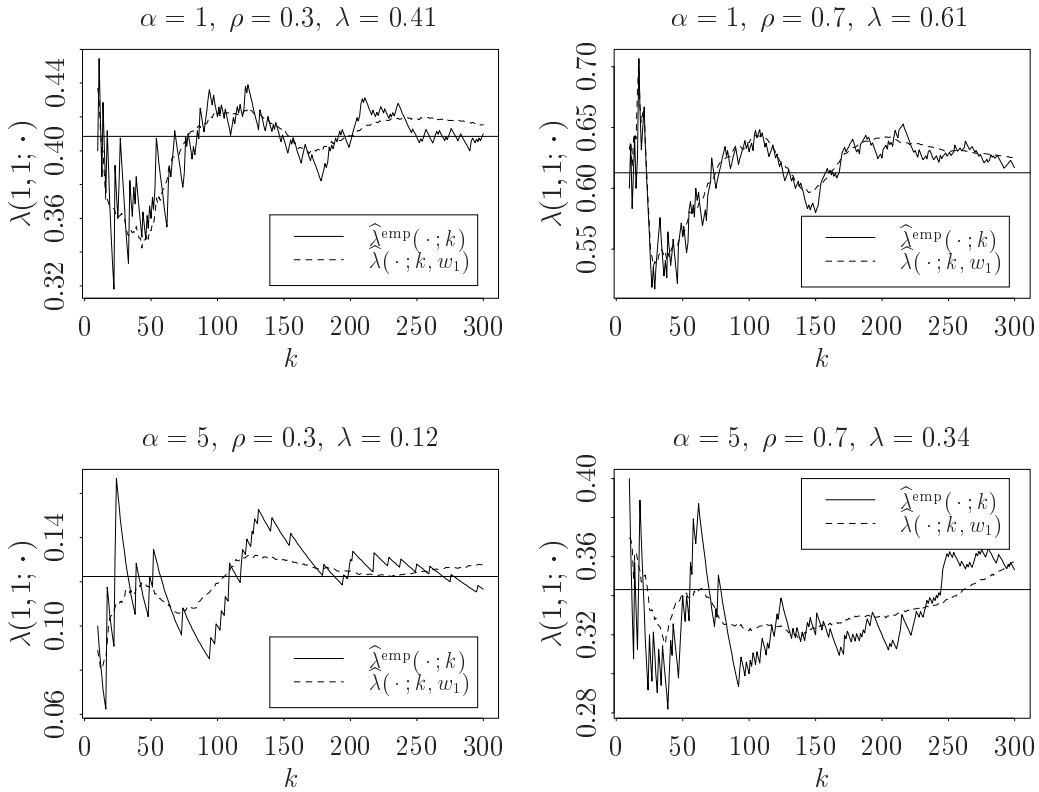 α = 1, ρ = 0.3, λ = 0.41
λ(1, 1; ·)
0.44
0.40
0.36
0.32
λ̂^emp(· ; k)
λ̂(· ; k, w₁)
0 50 100 150 200 250 300
k
α = 1, ρ = 0.7, λ = 0.61
λ(1, 1; ·)
0.70
0.65
0.60
0.55
λ̂^emp(· ; k)
λ̂(· ; k, w₁)
0 50 100 150 200 250 300
k
α = 5, ρ = 0.3, λ = 0.12
λ(1, 1; ·)
0.14
0.10
0.06
λ̂^emp(· ; k)
λ̂(· ; k, w₁)
0 50 100 150 200 250 300
k
α = 5, ρ = 0.7, λ = 0.34
λ(1, 1; ·)
0.40
0.36
0.32
0.28
λ̂^emp(· ; k)
λ̂(· ; k, w₁)
0 50 100 150 200 250 300
k